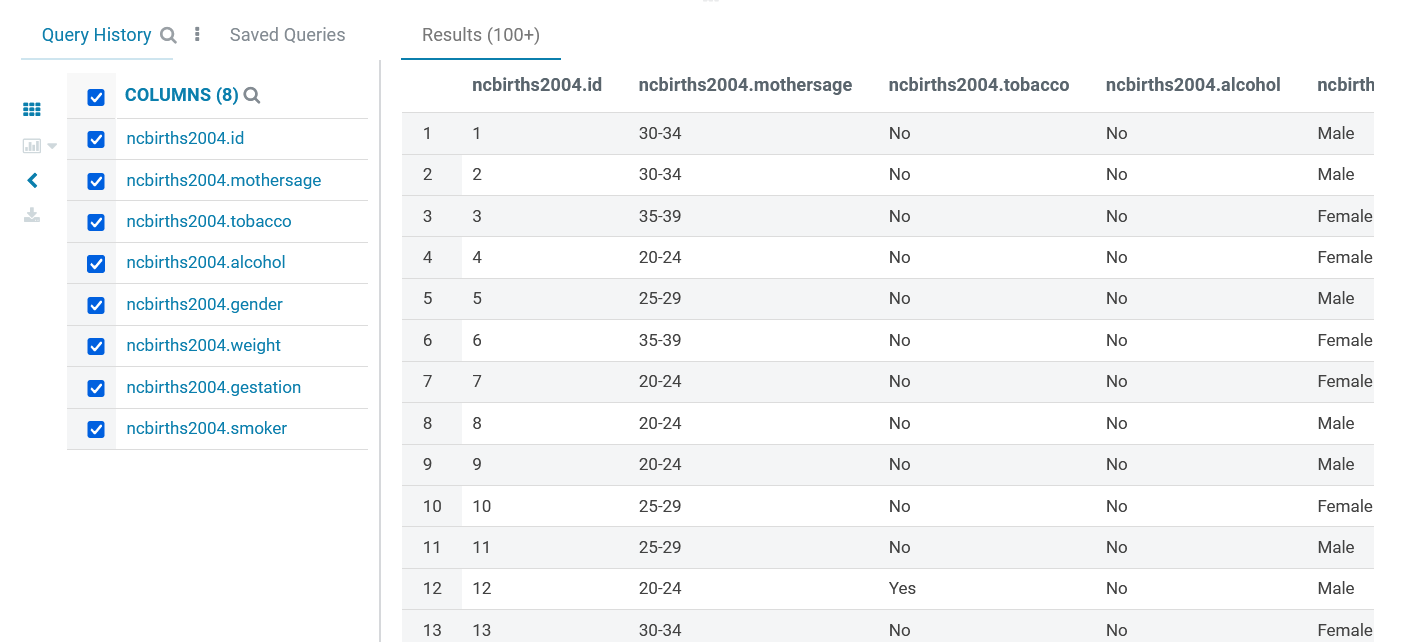 Query History Saved Queries Results (100+)
COLUMNS (8)
ncbirths2004.id
ncbirths2004.mothersage
ncbirths2004.tobacco
ncbirths2004.alcohol
ncbirths2004.gender
ncbirths2004.weight
ncbirths2004.gestation
ncbirths2004.smoker
ncbirths2004.id ncbirths2004.mothersage ncbirths2004.tobacco ncbirths2004.alcohol ncbirth
1 1 30-34 No No Male
2 2 30-34 No No Male
3 3 35-39 No No Female
4 4 20-24 No No Female
5 5 25-29 No No Male
6 6 35-39 No No Female
7 7 20-24 No No Female
8 8 20-24 No No Male
9 9 20-24 No No Male
10 10 25-29 No No Female
11 11 25-29 No No Male
12 12 20-24 Yes No Male
13 13 30-34 No No Female